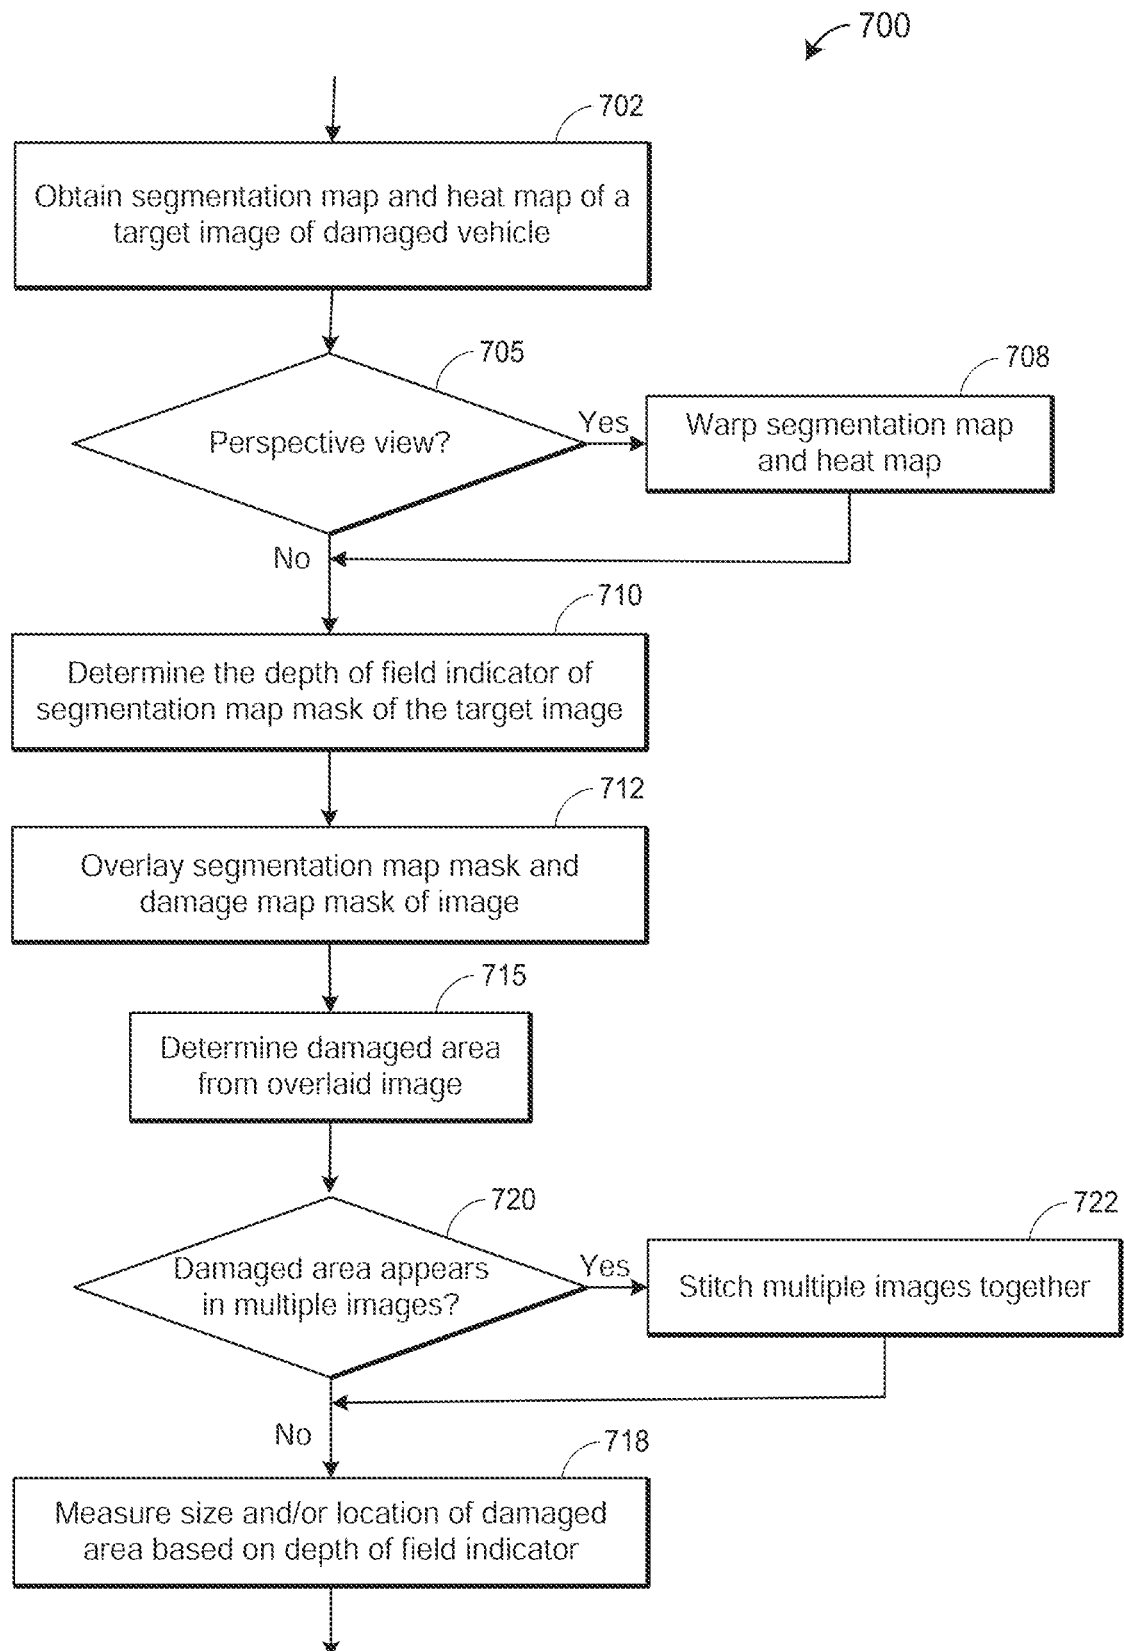 700
702
Obtain segmentation map and heat map of a
target image of damaged vehicle
705
Perspective view?
Yes
708
Warp segmentation map
and heat map
No
710
Determine the depth of field indicator of
segmentation map mask of the target image
712
Overlay segmentation map mask and
damage map mask of image
715
Determine damaged area
from overlaid image
720
Damaged area appears
in multiple images?
Yes
722
Stitch multiple images together
No
718
Measure size and/or location of damaged
area based on depth of field indicator